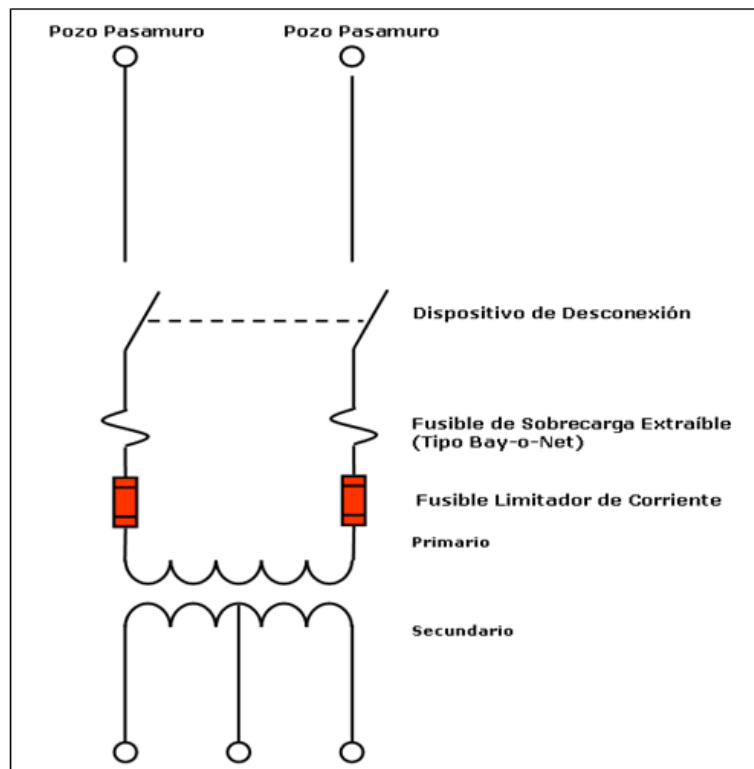 Pozo Pasamuro
Pozo Pasamuro
Dispositivo de Desconexión
Fusible de Sobrecarga Extraíble
(Tipo Bay-o-Net)
Fusible Limitador de Corriente
Primario
Secundario